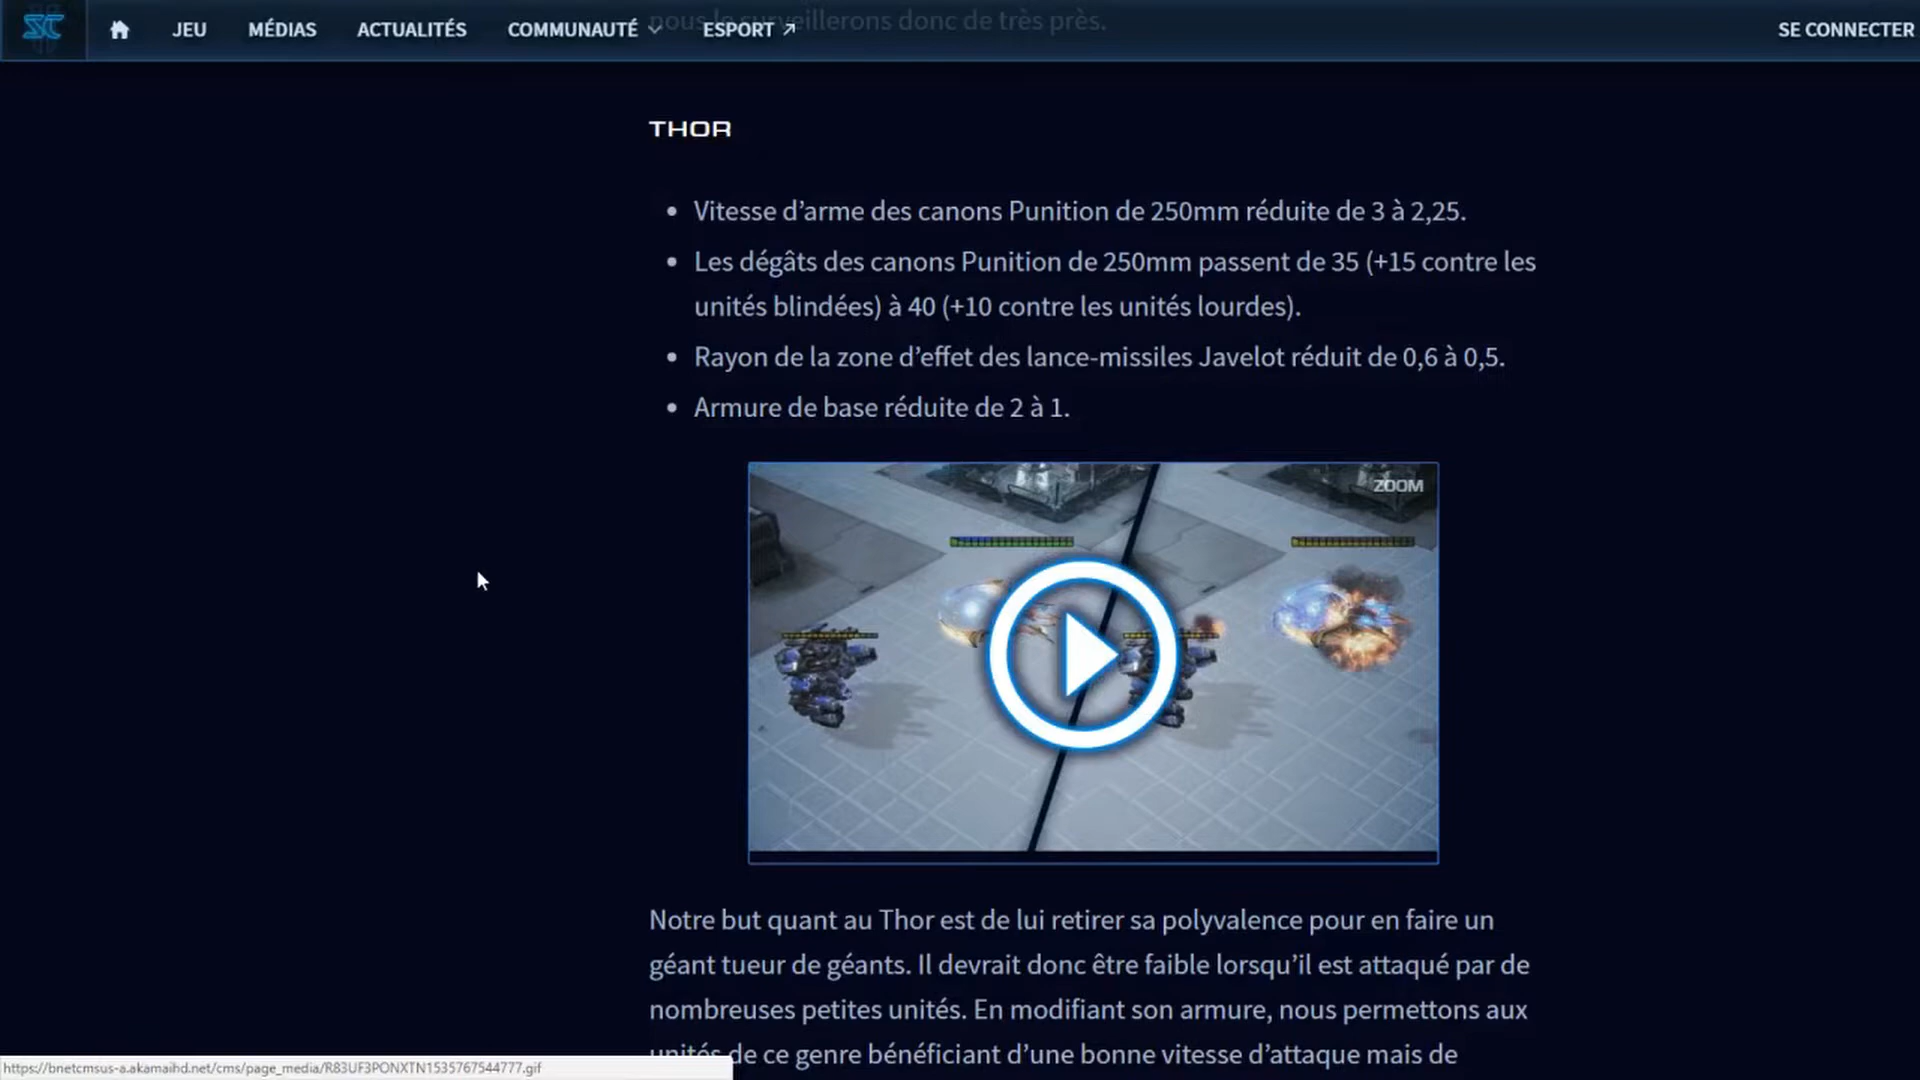 nous le surveillerons donc de très près.
JEU
MÉDIAS
ACTUALITÉS
COMMUNAUTÉ
ESPORT
SE CONNECTER
THOR
• Vitesse d’arme des canons Punition de 250mm réduite de 3 à 2,25.
• Les dégâts des canons Punition de 250mm passent de 35 (+15 contre les
unités blindées) à 40 (+10 contre les unités lourdes).
• Rayon de la zone d’effet des lance-missiles Javelot réduit de 0,6 à 0,5.
• Armure de base réduite de 2 à 1.
ZOOM
Notre but quant au Thor est de lui retirer sa polyvalence pour en faire un
géant tueur de géants. Il devrait donc être faible lorsqu’il est attaqué par de
nombreuses petites unités. En modifiant son armure, nous permettons aux
unités de ce genre bénéficiant d’une bonne vitesse d’attaque mais de
https://bnetcmsus-a.akamaihd.net/cms/page_media/R83UF3PONXTN1535767544777.gif